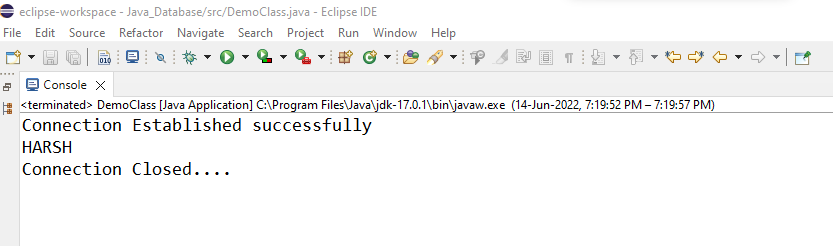 eclipse-workspace - Java_Database/src/DemoClass.java - Eclipse IDE
File Edit Source Refactor Navigate Search Project Run Window Help
Console
<terminated> DemoClass [Java Application] C:\Program Files\Java\jdk-17.0.1\bin\javaw.exe (14-Jun-2022, 7:19:52 PM – 7:19:57 PM)
Connection Established successfully
HARSH
Connection Closed....